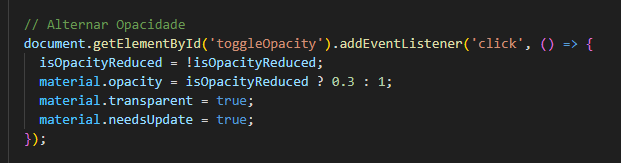 // Alternar Opacidade
document.getElementById('toggleOpacity').addEventListener('click', () => {
  isOpacityReduced = !isOpacityReduced;
  material.opacity = isOpacityReduced ? 0.3 : 1;
  material.transparent = true;
  material.needsUpdate = true;
});